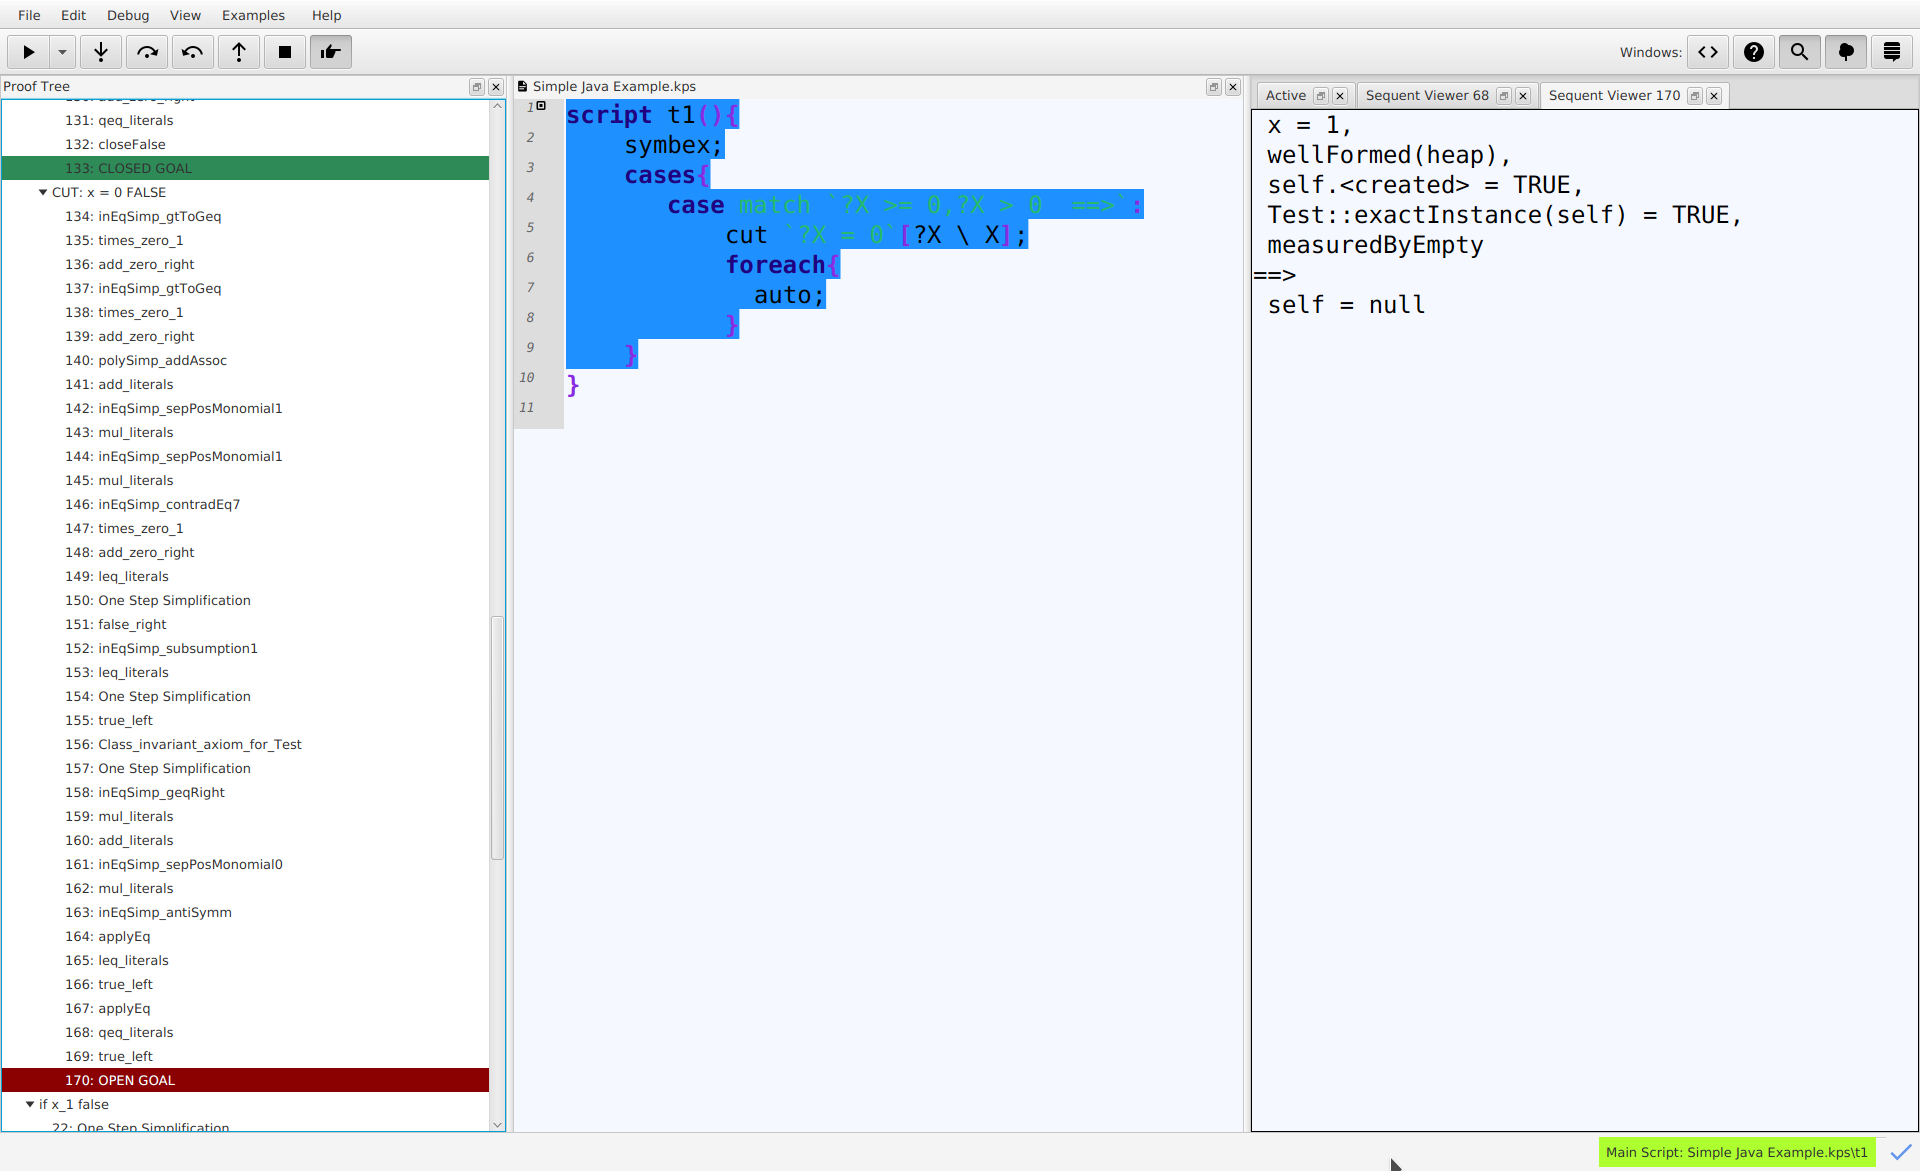 File Edit Debug View Examples Help
Windows:
Proof Tree
130: add_zero_right
131: qeq_literals
132: closeFalse
133: CLOSED GOAL
CUT: x = 0 FALSE
134: inEqSimp_gtToGeq
135: times_zero_1
136: add_zero_right
137: inEqSimp_gtToGeq
138: times_zero_1
139: add_zero_right
140: polySimp_addAssoc
141: add_literals
142: inEqSimp_sepPosMonomial1
143: mul_literals
144: inEqSimp_sepPosMonomial1
145: mul_literals
146: inEqSimp_contradEq7
147: times_zero_1
148: add_zero_right
149: leq_literals
150: One Step Simplification
151: false_right
152: inEqSimp_subsumption1
153: leq_literals
154: One Step Simplification
155: true_left
156: Class_invariant_axiom_for_Test
157: One Step Simplification
158: inEqSimp_geqRight
159: mul_literals
160: add_literals
161: inEqSimp_sepPosMonomial0
162: mul_literals
163: inEqSimp_antiSymm
164: applyEq
165: leq_literals
166: true_left
167: applyEq
168: qeq_literals
169: true_left
170: OPEN GOAL
if x_1 false
22: One Step Simplification
Simple Java Example.kps
1 script t1(){
2 symbex;
3 cases{
4 case match `?X >= 0,?X > 0  ==>`:
5 cut `?X = 0`[?X \ X];
6 foreach{
7 auto;
8 }
9 }
10 }
11
Active Sequent Viewer 68 Sequent Viewer 170
x = 1,
wellFormed(heap),
self.<created> = TRUE,
Test::exactInstance(self) = TRUE,
measuredByEmpty
==>
self = null
Main Script: Simple Java Example.kps\t1